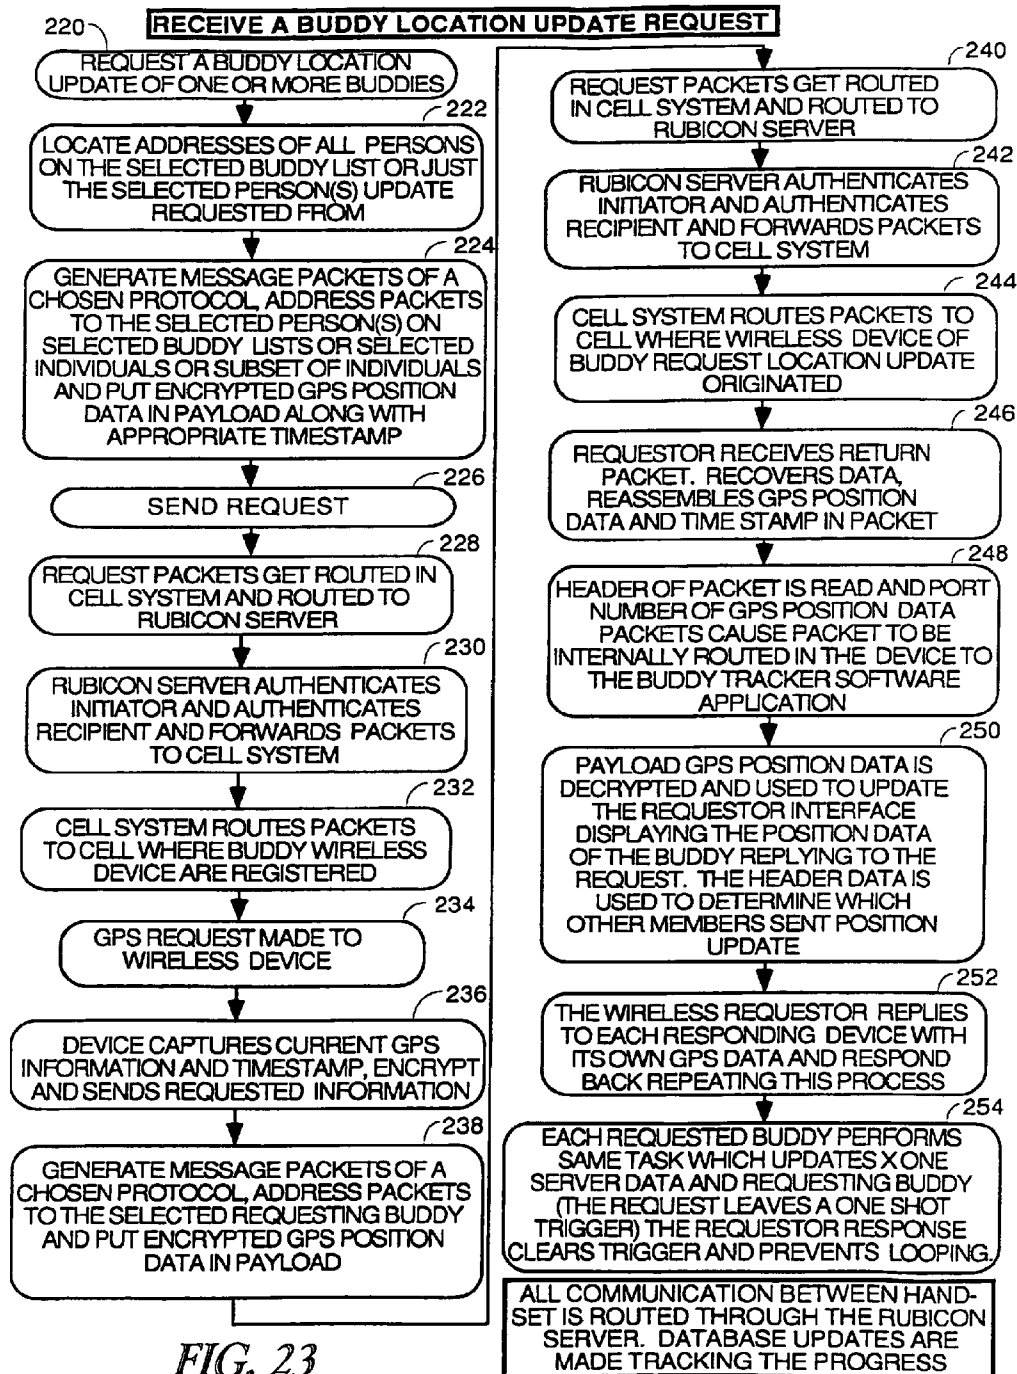 RECEIVE A BUDDY LOCATION UPDATE REQUEST
220
REQUEST A BUDDY LOCATION
UPDATE OF ONE OR MORE BUDDIES
222
LOCATE ADDRESSES OF ALL PERSONS
ON THE SELECTED BUDDY LIST OR JUST
THE SELECTED PERSON(S) UPDATE
REQUESTED FROM
224
GENERATE MESSAGE PACKETS OF A
CHOSEN PROTOCOL, ADDRESS PACKETS
TO THE SELECTED PERSON(S) ON
SELECTED BUDDY LISTS OR SELECTED
INDIVIDUALS OR SUBSET OF INDIVIDUALS
AND PUT ENCRYPTED GPS POSITION
DATA IN PAYLOAD ALONG WITH
APPROPRIATE TIMESTAMP
226
SEND REQUEST
228
REQUEST PACKETS GET ROUTED IN
CELL SYSTEM AND ROUTED TO
RUBICON SERVER
230
RUBICON SERVER AUTHENTICATES
INITIATOR AND AUTHENTICATES
RECIPIENT AND FORWARDS PACKETS
TO CELL SYSTEM
232
CELL SYSTEM ROUTES PACKETS
TO CELL WHERE BUDDY WIRELESS
DEVICE ARE REGISTERED
234
GPS REQUEST MADE TO
WIRELESS DEVICE
236
DEVICE CAPTURES CURRENT GPS
INFORMATION AND TIMESTAMP, ENCRYPT
AND SENDS REQUESTED INFORMATION
238
GENERATE MESSAGE PACKETS OF A
CHOSEN PROTOCOL, ADDRESS PACKETS
TO THE SELECTED REQUESTING BUDDY
AND PUT ENCRYPTED GPS POSITION
DATA IN PAYLOAD
FIG. 23
240
REQUEST PACKETS GET ROUTED
IN CELL SYSTEM AND ROUTED TO
RUBICON SERVER
242
RUBICON SERVER AUTHENTICATES
INITIATOR AND AUTHENTICATES
RECIPIENT AND FORWARDS PACKETS
TO CELL SYSTEM
244
CELL SYSTEM ROUTES PACKETS TO
CELL WHERE WIRELESS DEVICE OF
BUDDY REQUEST LOCATION UPDATE
ORIGINATED
246
REQUESTOR RECEIVES RETURN
PACKET. RECOVERS DATA,
REASSEMBLES GPS POSITION
DATA AND TIME STAMP IN PACKET
248
HEADER OF PACKET IS READ AND PORT
NUMBER OF GPS POSITION DATA
PACKETS CAUSE PACKET TO BE
INTERNALLY ROUTED IN THE DEVICE TO
THE BUDDY TRACKER SOFTWARE
APPLICATION
250
PAYLOAD GPS POSITION DATA IS
DECRYPTED AND USED TO UPDATE
THE REQUESTOR INTERFACE
DISPLAYING THE POSITION DATA
OF THE BUDDY REPLYING TO THE
REQUEST. THE HEADER DATA IS
USED TO DETERMINE WHICH
OTHER MEMBERS SENT POSITION
UPDATE
252
THE WIRELESS REQUESTOR REPLIES
TO EACH RESPONDING DEVICE WITH
ITS OWN GPS DATA AND RESPOND
BACK REPEATING THIS PROCESS
254
EACH REQUESTED BUDDY PERFORMS
SAME TASK WHICH UPDATES X ONE
SERVER DATA AND REQUESTING BUDDY
(THE REQUEST LEAVES A ONE SHOT
TRIGGER) THE REQUESTOR RESPONSE
CLEARS TRIGGER AND PREVENTS LOOPING.
ALL COMMUNICATION BETWEEN HAND-
SET IS ROUTED THROUGH THE RUBICON
SERVER. DATABASE UPDATES ARE
MADE TRACKING THE PROGRESS